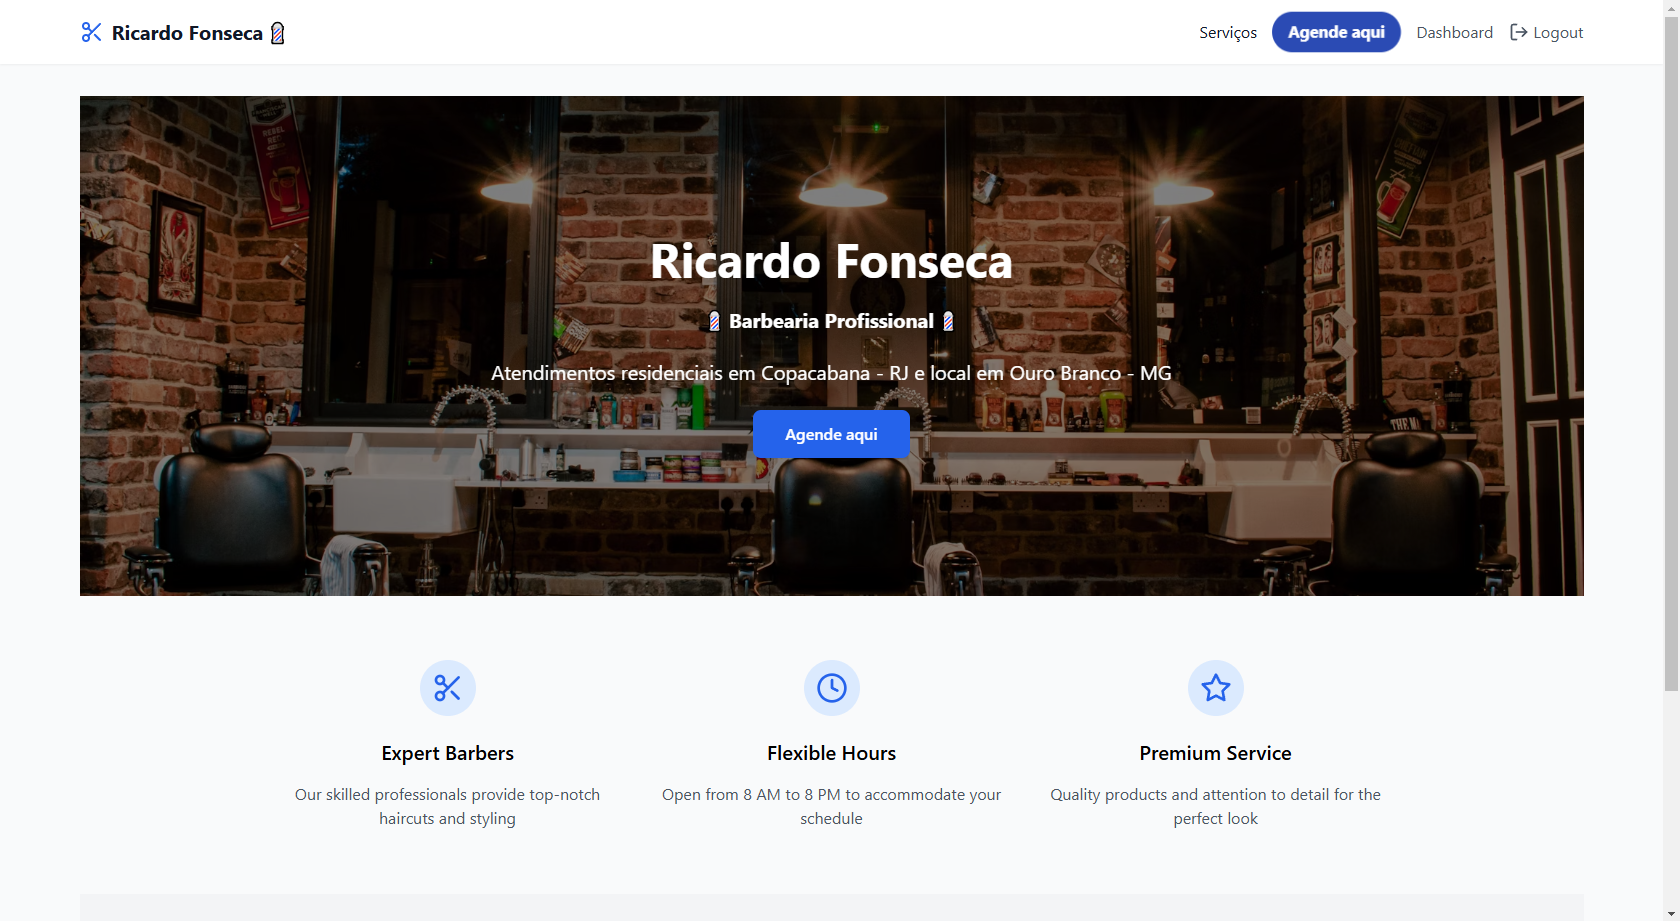 Ricardo Fonseca 💈
Serviços
Agende aqui
Dashboard
Logout
Ricardo Fonseca
💈 Barbearia Profissional 💈
Atendimentos residenciais em Copacabana - RJ e local em Ouro Branco - MG
Agende aqui
Expert Barbers
Our skilled professionals provide top-notch
haircuts and styling
Flexible Hours
Open from 8 AM to 8 PM to accommodate your
schedule
Premium Service
Quality products and attention to detail for the
perfect look